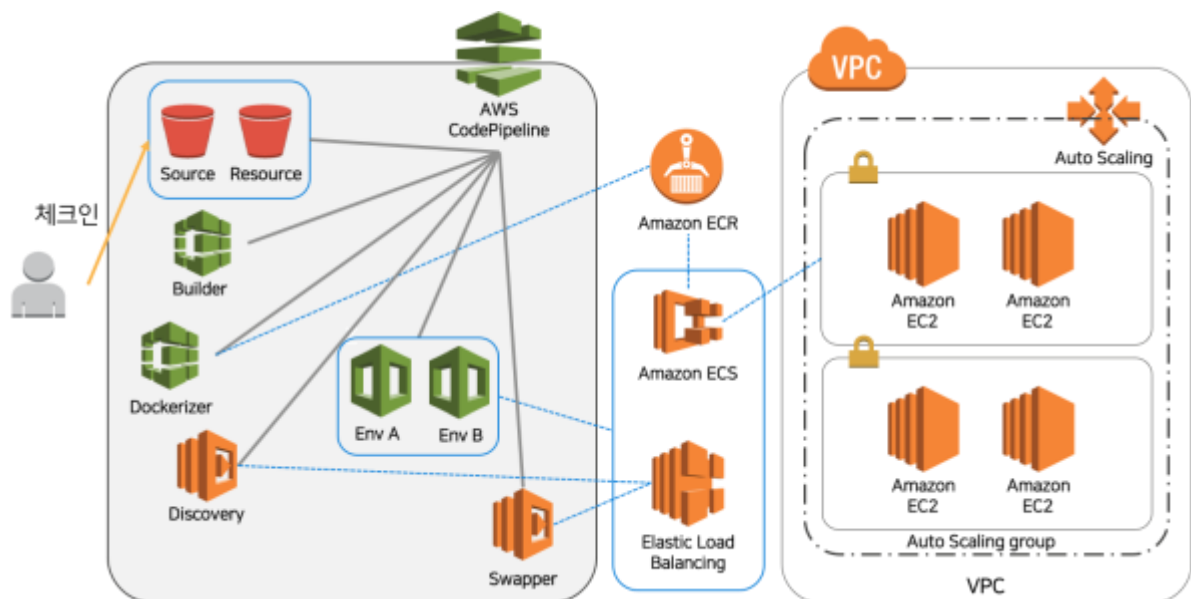 AWS
CodePipeline
VPC
Source
Resource
Auto Scaling
체크인
Amazon ECR
Builder
Amazon
EC2
Amazon
EC2
Dockerizer
Env A
Env B
Amazon ECS
Discovery
Amazon
EC2
Amazon
EC2
Swapper
Elastic Load
Balancing
Auto Scaling group
VPC